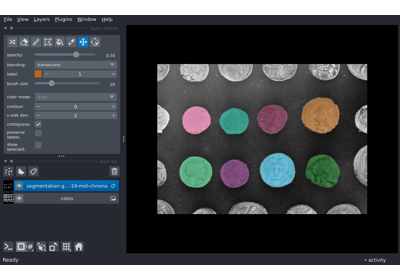 File View Layers Plugins Window Help
opacity: 0.70
blending: translucent
label: 1
brush size: 10
color mode:
contour: 0
n edit dim: 2
contiguous:
preserve labels:
show selected:
segmentation-g...-19-mid-chroma
coins
Ready
activity